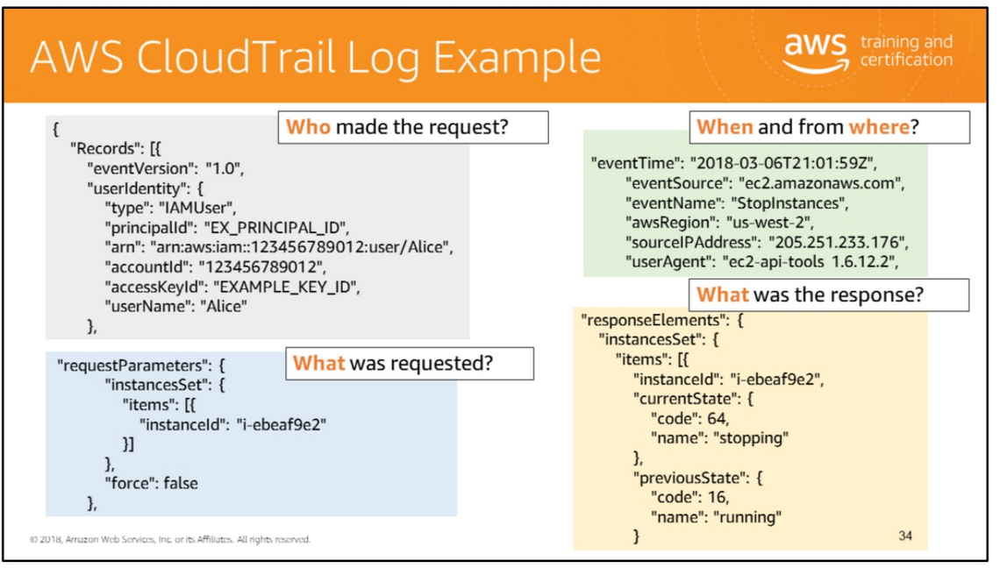 AWS CloudTrail Log Example
aws training and
certification
Who made the request?
{
"Records": [{
"eventVersion": "1.0",
"userIdentity": {
"type": "IAMUser",
"principalId": "EX_PRINCIPAL_ID",
"arn": "arn:aws:iam::123456789012:user/Alice",
"accountId": "123456789012",
"accessKeyId": "EXAMPLE_KEY_ID",
"userName": "Alice"
},
What was requested?
"requestParameters": {
"instancesSet": {
"items": [{
"instanceId": "i-ebeaf9e2"
}]
},
"force": false
},
When and from where?
"eventTime": "2018-03-06T21:01:59Z",
"eventSource": "ec2.amazonaws.com",
"eventName": "StopInstances",
"awsRegion": "us-west-2",
"sourceIPAddress": "205.251.233.176",
"userAgent": "ec2-api-tools 1.6.12.2",
What was the response?
"responseElements": {
"instancesSet": {
"items": [{
"instanceId": "i-ebeaf9e2",
"currentState": {
"code": 64,
"name": "stopping"
},
"previousState": {
"code": 16,
"name": "running"
}
© 2018, Amazon Web Services, Inc. or its Affiliates. All rights reserved.
34